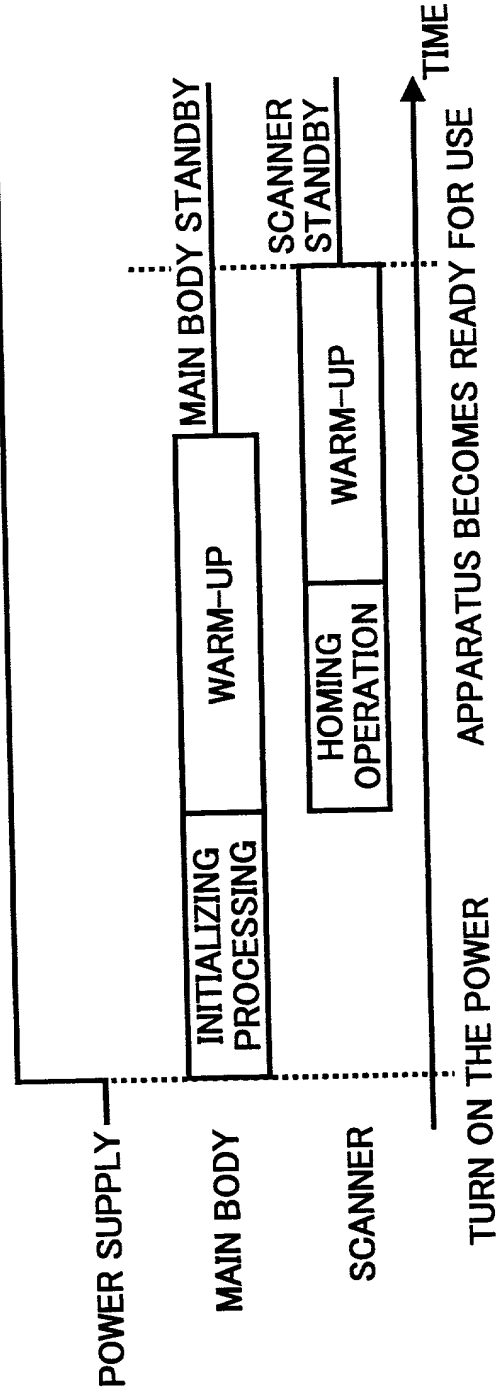 POWER SUPPLY
MAIN BODY
INITIALIZING
PROCESSING
WARM-UP
MAIN BODY STANDBY
SCANNER
HOMING
OPERATION
WARM-UP
SCANNER
STANDBY
TIME
TURN ON THE POWER
APPARATUS BECOMES READY FOR USE